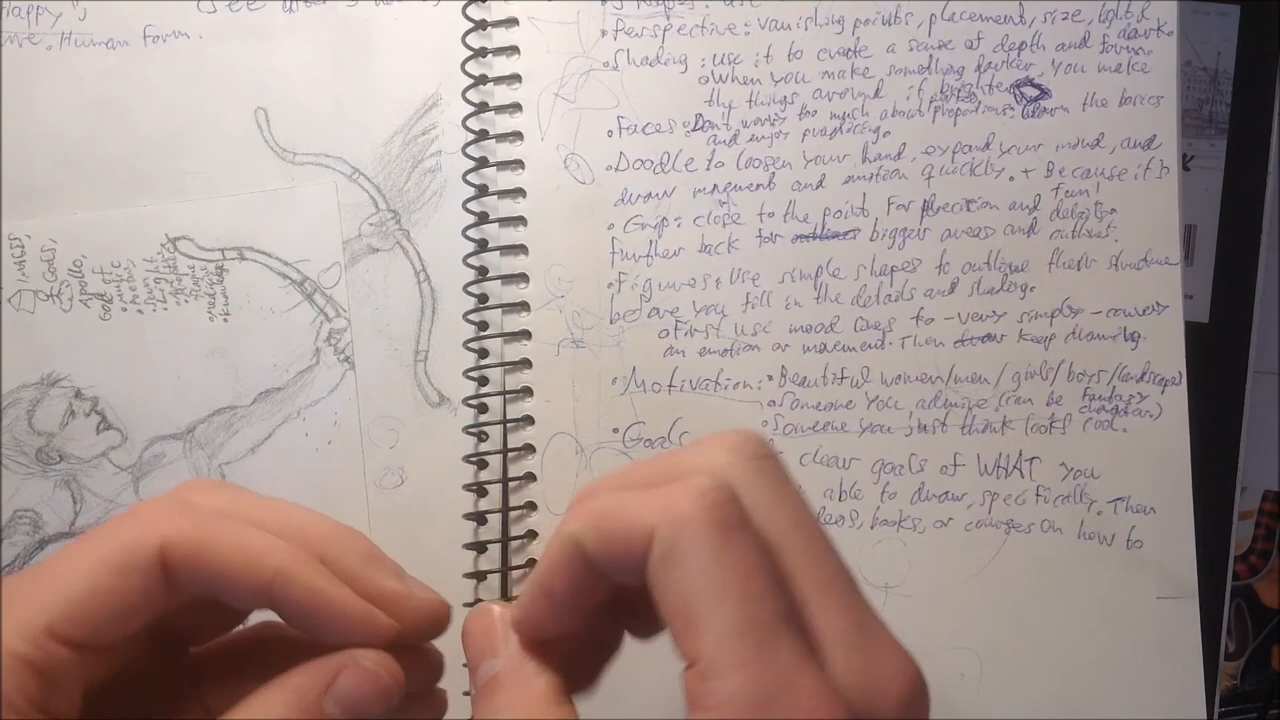 Happy",
ve. Human Form.
See
TIMGIS,
Gods,
Apollo,
God of
•Music
•Poems
•Sun
•Light
•Knowledge
•Shapes: use
•Perspective: vanishing points, placement, size, light & dark.
•Shading: use it to create a sense of depth and form.
•When you make something darker, you make
the things around it brighter
•Faces: Don't worry too much about proportions. Learn the basics
and enjoy practicing.
•Doodle to loosen your hand, expand your mind, and
draw movement and emotion quickly. + Because it's
Fun!
•Grip: close to the point for precision and details.
further back for bigger areas and outlines.
•Figures: Use simple shapes to outline their structure
before you fill in the details and shading.
•First use mood lines to -very simply- convey
an emotion or movement. Then keep drawing.
•Motivation: •Beautiful women/men/girls/boys/landscapes
•Someone you admire. (can be Fantasy
character.)
•Someone you just think looks cool.
•Goals
clear goals of WHAT you
able to draw, specifically. Then
books, or courses on how to